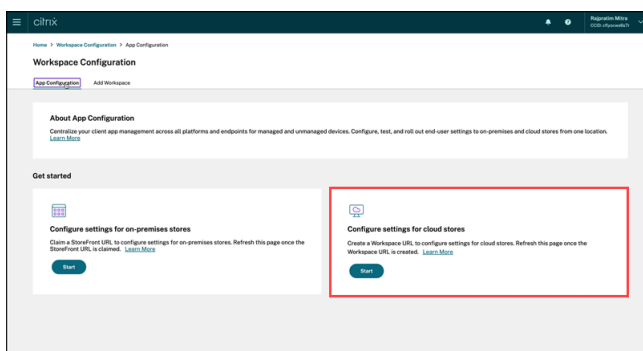 citrix
Rajoratim Mitra
Home > Workspace Configuration > App Configuration
Workspace Configuration
App Configuration Add Workspace
About App Configuration
Centralize your client app management across all platforms and endpoints for managed and unmanaged devices. Configure, test, and roll out end-user settings to on-premises and cloud stores from one location.
Learn More
Get started
Configure settings for on-premises stores
Claim a StoreFront URL to configure settings for on-premises stores. Refresh this page once the
StoreFront URL is claimed. Learn More
Start
Configure settings for cloud stores
Create a Workspace URL to configure settings for cloud stores. Refresh this page once the
Workspace URL is created. Learn More
Start